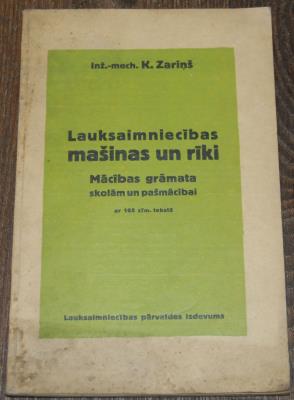 Inž.-mech. K. Zariņš
Lauksaimniecības
mašinas un rīki
Mācības grāmata
skolām un pašmācībai
ar 165 zīm. tekstā
Lauksaimniecības pārvaldes izdevums